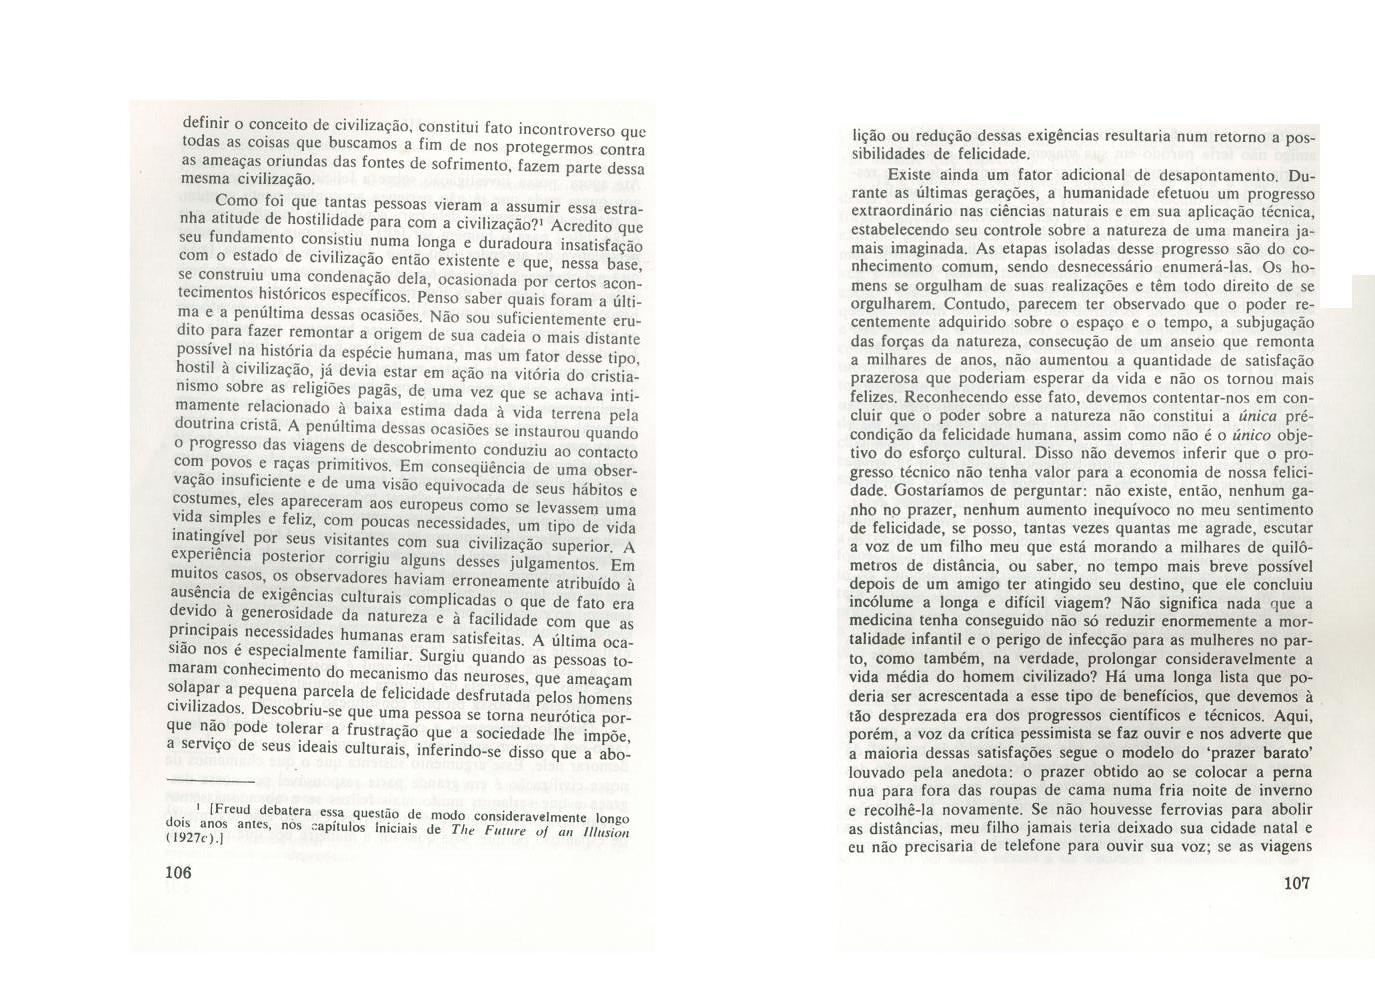 definir o conceito de civilização, constitui fato incontroverso que
todas as coisas que buscamos a fim de nos protegermos contra
as ameaças oriundas das fontes de sofrimento, fazem parte dessa
mesma civilização.
Como foi que tantas pessoas vieram a assumir essa estra-
nha atitude de hostilidade para com a civilização?¹ Acredito que
seu fundamento consistiu numa longa e duradoura insatisfação
com o estado de civilização então existente e que, nessa base,
se construiu uma condenação dela, ocasionada por certos acon-
tecimentos históricos específicos. Penso saber quais foram a últi-
ma e a penúltima dessas ocasiões. Não sou suficientemente eru-
dito para fazer remontar a origem de sua cadeia o mais distante
possível na história da espécie humana, mas um fator desse tipo,
hostil à civilização, já devia estar em ação na vitória do cristia-
nismo sobre as religiões pagãs, de uma vez que se achava inti-
mamente relacionado à baixa estima dada à vida terrena pela
doutrina cristã. A penúltima dessas ocasiões se instaurou quando
o progresso das viagens de descobrimento conduziu ao contacto
com povos e raças primitivos. Em conseqüência de uma obser-
vação insuficiente e de uma visão equivocada de seus hábitos e
costumes, eles apareceram aos europeus como se levassem uma
vida simples e feliz, com poucas necessidades, um tipo de vida
inatingível por seus visitantes com sua civilização superior. A
experiência posterior corrigiu alguns desses julgamentos. Em
muitos casos, os observadores haviam erroneamente atribuído à
ausência de exigências culturais complicadas o que de fato era
devido à generosidade da natureza e à facilidade com que as
principais necessidades humanas eram satisfeitas. A última oca-
sião nos é especialmente familiar. Surgiu quando as pessoas to-
maram conhecimento do mecanismo das neuroses, que ameaçam
solapar a pequena parcela de felicidade desfrutada pelos homens
civilizados. Descobriu-se que uma pessoa se torna neurótica por-
que não pode tolerar a frustração que a sociedade lhe impõe,
a serviço de seus ideais culturais, inferindo-se disso que a abo-
¹ [Freud debatera essa questão de modo consideravelmente longo
dois anos antes, nos capítulos iniciais de The Future of an Illusion
(1927c).]
106
lição ou redução dessas exigências resultaria num retorno a pos-
sibilidades de felicidade.
Existe ainda um fator adicional de desapontamento. Du-
rante as últimas gerações, a humanidade efetuou um progresso
extraordinário nas ciências naturais e em sua aplicação técnica,
estabelecendo seu controle sobre a natureza de uma maneira ja-
mais imaginada. As etapas isoladas desse progresso são do co-
nhecimento comum, sendo desnecessário enumerá-las. Os ho-
mens se orgulham de suas realizações e têm todo direito de se
orgulharem. Contudo, parecem ter observado que o poder re-
centemente adquirido sobre o espaço e o tempo, a subjugação
das forças da natureza, consecução de um anseio que remonta
a milhares de anos, não aumentou a quantidade de satisfação
prazerosa que poderiam esperar da vida e não os tornou mais
felizes. Reconhecendo esse fato, devemos contentar-nos em con-
cluir que o poder sobre a natureza não constitui a única pré-
condição da felicidade humana, assim como não é o único obje-
tivo do esforço cultural. Disso não devemos inferir que o pro-
gresso técnico não tenha valor para a economia de nossa felici-
dade. Gostaríamos de perguntar: não existe, então, nenhum ga-
nho no prazer, nenhum aumento inequívoco no meu sentimento
de felicidade, se posso, tantas vezes quantas me agrade, escutar
a voz de um filho meu que está morando a milhares de quilô-
metros de distância, ou saber, no tempo mais breve possível
depois de um amigo ter atingido seu destino, que ele concluiu
incólume a longa e difícil viagem? Não significa nada que a
medicina tenha conseguido não só reduzir enormemente a mor-
talidade infantil e o perigo de infecção para as mulheres no par-
to, como também, na verdade, prolongar consideravelmente a
vida média do homem civilizado? Há uma longa lista que po-
deria ser acrescentada a esse tipo de benefícios, que devemos à
tão desprezada era dos progressos científicos e técnicos. Aqui,
porém, a voz da crítica pessimista se faz ouvir e nos adverte que
a maioria dessas satisfações segue o modelo do ‘prazer barato’
louvado pela anedota: o prazer obtido ao se colocar a perna
nua para fora das roupas de cama numa fria noite de inverno
e recolhê-la novamente. Se não houvesse ferrovias para abolir
as distâncias, meu filho jamais teria deixado sua cidade natal e
eu não precisaria de telefone para ouvir sua voz; se as viagens
107